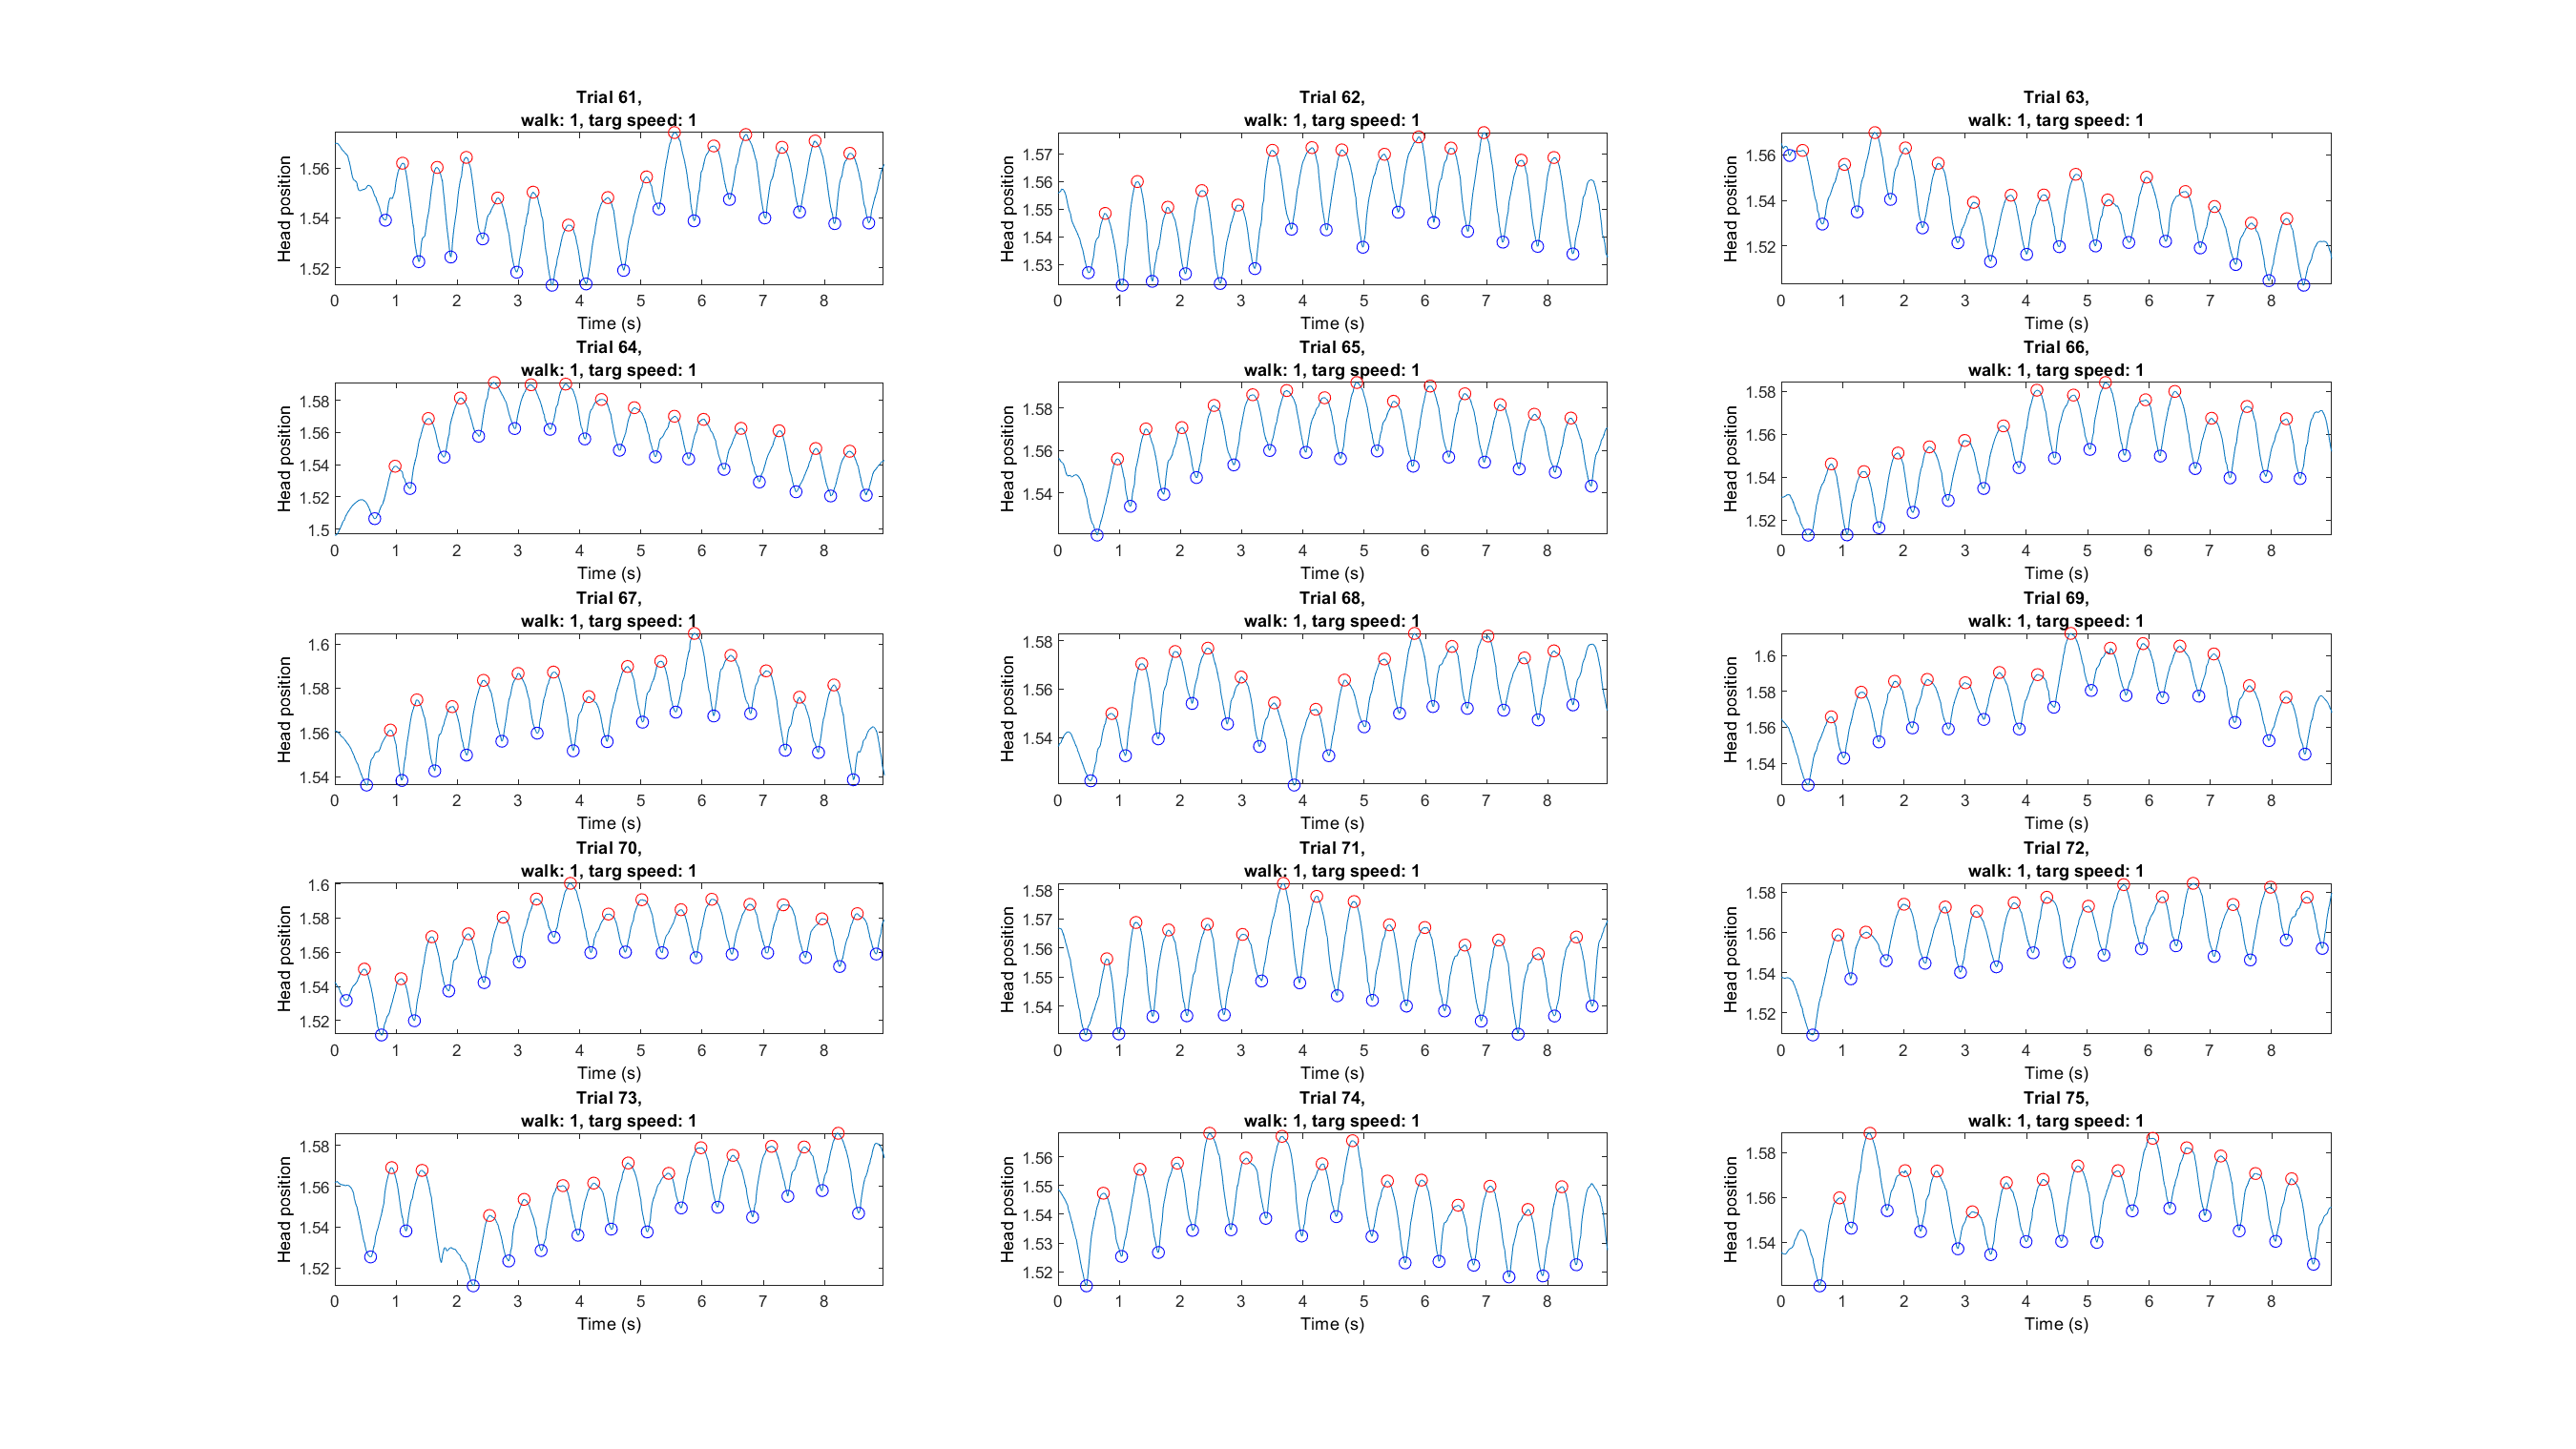 Trial 61,
walk: 1, targ speed: 1
Head position
1.56
1.54
1.52
0 1 2 3 4 5 6 7 8
Time (s)
Trial 62,
walk: 1, targ speed: 1
Head position
1.57
1.56
1.55
1.54
1.53
0 1 2 3 4 5 6 7 8
Time (s)
Trial 63,
walk: 1, targ speed: 1
Head position
1.56
1.54
1.52
0 1 2 3 4 5 6 7 8
Time (s)
Trial 64,
walk: 1, targ speed: 1
Head position
1.58
1.56
1.54
1.52
1.5
0 1 2 3 4 5 6 7 8
Time (s)
Trial 65,
walk: 1, targ speed: 1
Head position
1.58
1.56
1.54
0 1 2 3 4 5 6 7 8
Time (s)
Trial 66,
walk: 1, targ speed: 1
Head position
1.58
1.56
1.54
1.52
0 1 2 3 4 5 6 7 8
Time (s)
Trial 67,
walk: 1, targ speed: 1
Head position
1.6
1.58
1.56
1.54
0 1 2 3 4 5 6 7 8
Time (s)
Trial 68,
walk: 1, targ speed: 1
Head position
1.58
1.56
1.54
0 1 2 3 4 5 6 7 8
Time (s)
Trial 69,
walk: 1, targ speed: 1
Head position
1.6
1.58
1.56
1.54
0 1 2 3 4 5 6 7 8
Time (s)
Trial 70,
walk: 1, targ speed: 1
Head position
1.6
1.58
1.56
1.54
1.52
0 1 2 3 4 5 6 7 8
Time (s)
Trial 71,
walk: 1, targ speed: 1
Head position
1.58
1.57
1.56
1.55
1.54
0 1 2 3 4 5 6 7 8
Time (s)
Trial 72,
walk: 1, targ speed: 1
Head position
1.58
1.56
1.54
1.52
0 1 2 3 4 5 6 7 8
Time (s)
Trial 73,
walk: 1, targ speed: 1
Head position
1.58
1.56
1.54
1.52
0 1 2 3 4 5 6 7 8
Time (s)
Trial 74,
walk: 1, targ speed: 1
Head position
1.56
1.55
1.54
1.53
1.52
0 1 2 3 4 5 6 7 8
Time (s)
Trial 75,
walk: 1, targ speed: 1
Head position
1.58
1.56
1.54
0 1 2 3 4 5 6 7 8
Time (s)